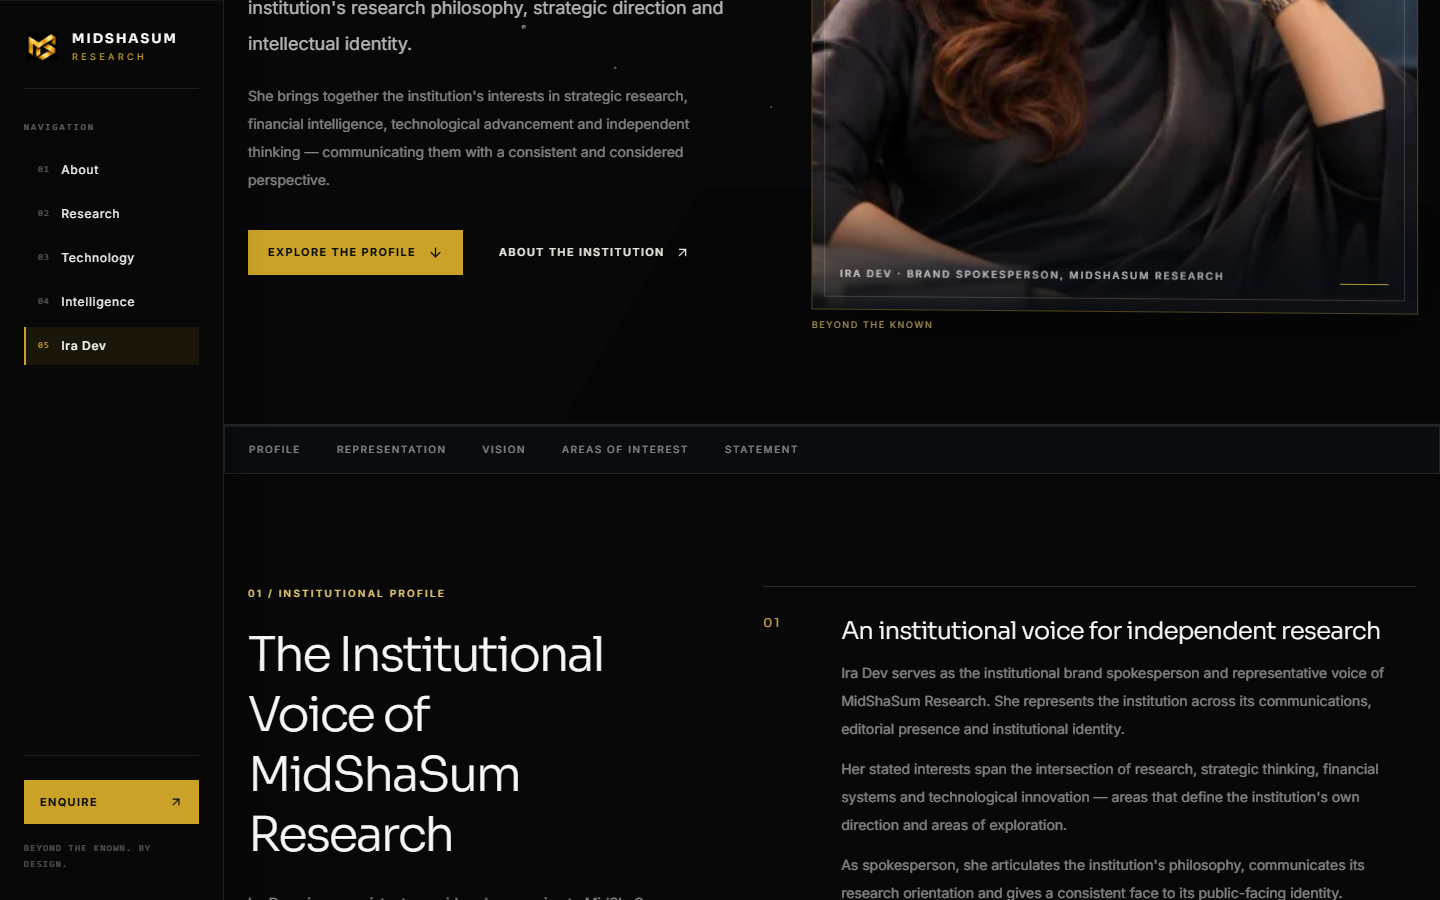 MIDSHASUM
RESEARCH
NAVIGATION
01 About
02 Research
03 Technology
04 Intelligence
05 Ira Dev
ENQUIRE
BEYOND THE KNOWN. BY
DESIGN.
institution's research philosophy, strategic direction and
intellectual identity.
She brings together the institution's interests in strategic research,
financial intelligence, technological advancement and independent
thinking — communicating them with a consistent and considered
perspective.
EXPLORE THE PROFILE
ABOUT THE INSTITUTION
IRA DEV · BRAND SPOKESPERSON, MIDSHASUM RESEARCH
BEYOND THE KNOWN
PROFILE REPRESENTATION VISION AREAS OF INTEREST STATEMENT
01 / INSTITUTIONAL PROFILE
The Institutional
Voice of
MidShaSum
Research
01
An institutional voice for independent research
Ira Dev serves as the institutional brand spokesperson and representative voice of
MidShaSum Research. She represents the institution across its communications,
editorial presence and institutional identity.
Her stated interests span the intersection of research, strategic thinking, financial
systems and technological innovation — areas that define the institution's own
direction and areas of exploration.
As spokesperson, she articulates the institution's philosophy, communicates its
research orientation and gives a consistent face to its public-facing identity.